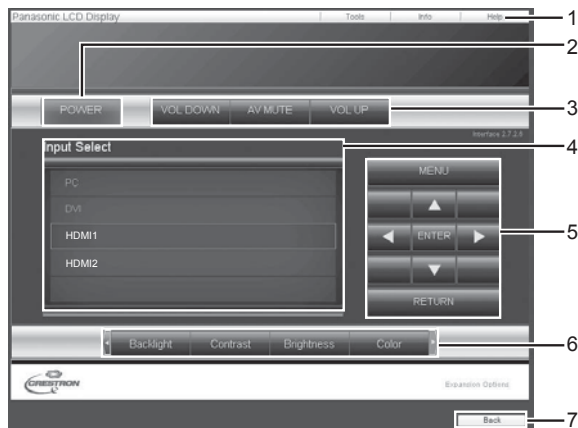 Panasonic LCD Display Tools Info Help 1
2
POWER VOL DOWN AV MUTE VOL UP 3
Interface 2.7.2.8
Input Select 4
MENU
PC
DVI
HDMI1
HDMI2
ENTER 5
RETURN
Backlight Contrast Brightness Color 6
CRESTRON
Expansion Options
Back 7